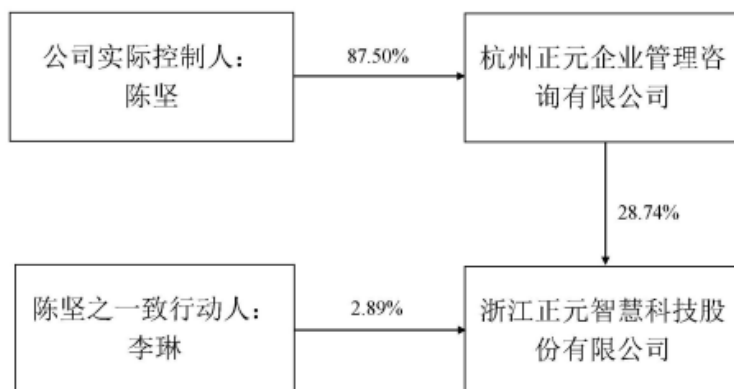 公司实际控制人：
陈坚
87.50%
杭州正元企业管理咨
询有限公司
28.74%
陈坚之一致行动人：
李琳
2.89%
浙江正元智慧科技股
份有限公司